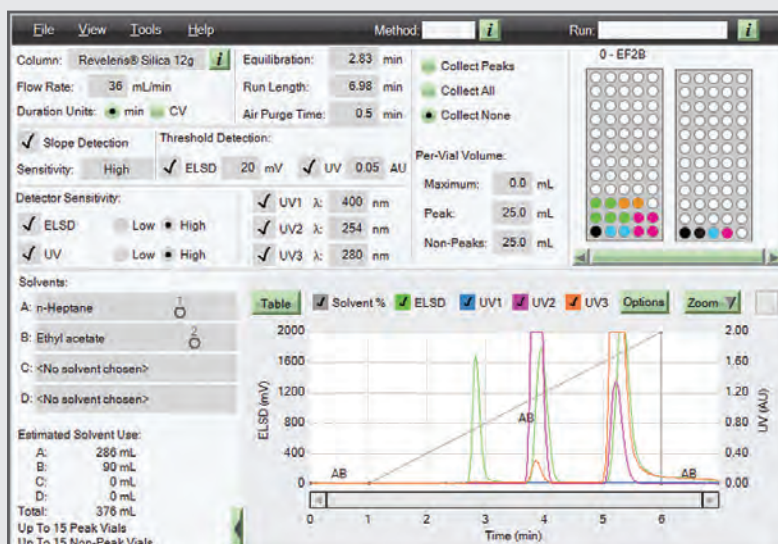 File View Tools Help Method: i Run: i
Column: Reveleris® Silica 12g i
Flow Rate: 36 mL/min
Duration Units: min CV
Equilibration: 2.83 min
Run Length: 6.98 min
Air Purge Time: 0.5 min
Collect Peaks
Collect All
Collect None
0 - EF2B
Slope Detection
Sensitivity: High
Threshold Detection:
ELSD 20 mV UV 0.05 AU
Per-Vial Volume:
Maximum: 0.0 mL
Peak: 25.0 mL
Non-Peaks: 25.0 mL
Detector Sensitivity:
ELSD Low High
UV Low High
UV1 λ: 400 nm
UV2 λ: 254 nm
UV3 λ: 280 nm
Solvents:
A: n-Heptane 1
B: Ethyl acetate 2
C: <No solvent chosen>
D: <No solvent chosen>
Estimated Solvent Use:
A: 286 mL
B: 90 mL
C: 0 mL
D: 0 mL
Total: 376 mL
Up To 15 Peak Vials
Up To 15 Non-Peak Vials
Table Solvent % ELSD UV1 UV2 UV3 Options Zoom
2000 2.00
1600 1.60
1200 1.20
AB
800 0.80
400 0.40
AB AB
0 0.00
ELSD (mV)
UV (AU)
0 1 2 3 4 5 6
Time (min)